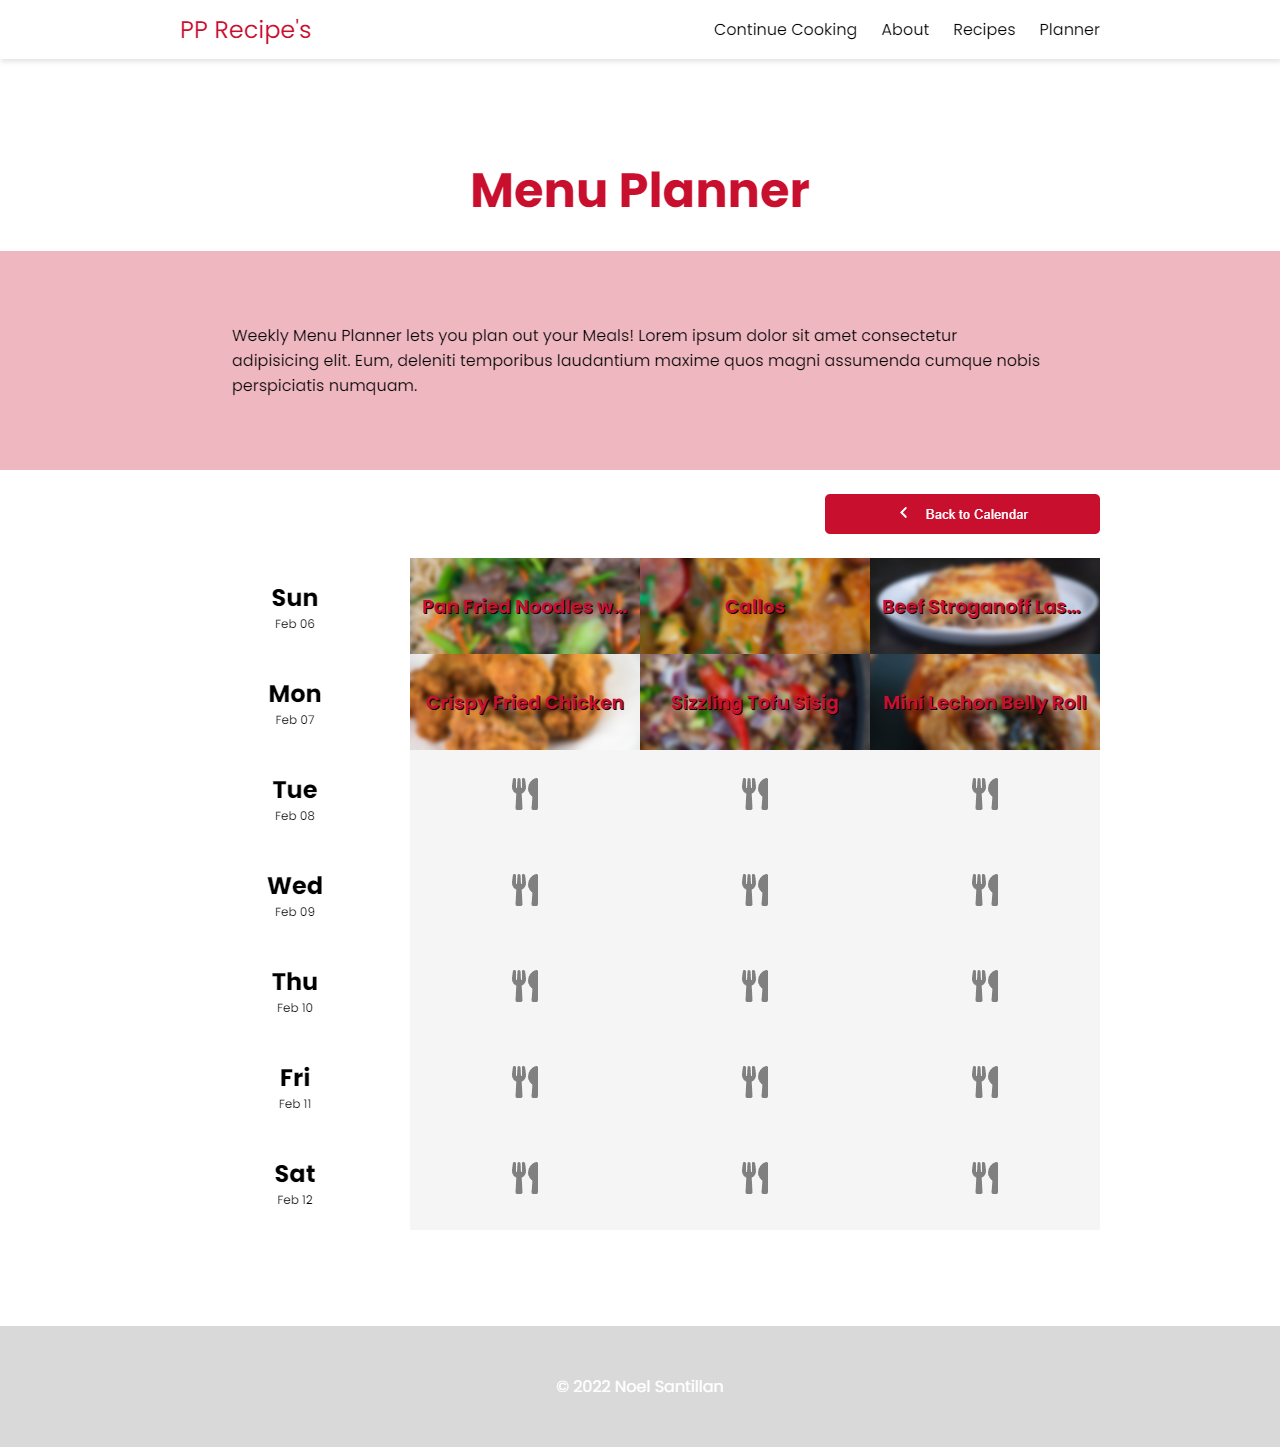 PP Recipe's
Continue Cooking About Recipes Planner
Menu Planner
Weekly Menu Planner lets you plan out your Meals! Lorem ipsum dolor sit amet consectetur
adipisicing elit. Eum, deleniti temporibus laudantium maxime quos magni assumenda cumque nobis
perspiciatis numquam.
Back to Calendar
Sun
Feb 06
Pan Fried Noodles w...
Callos
Beef Stroganoff Las...
Mon
Feb 07
Crispy Fried Chicken
Sizzling Tofu Sisig
Mini Lechon Belly Roll
Tue
Feb 08
Wed
Feb 09
Thu
Feb 10
Fri
Feb 11
Sat
Feb 12
© 2022 Noel Santillan